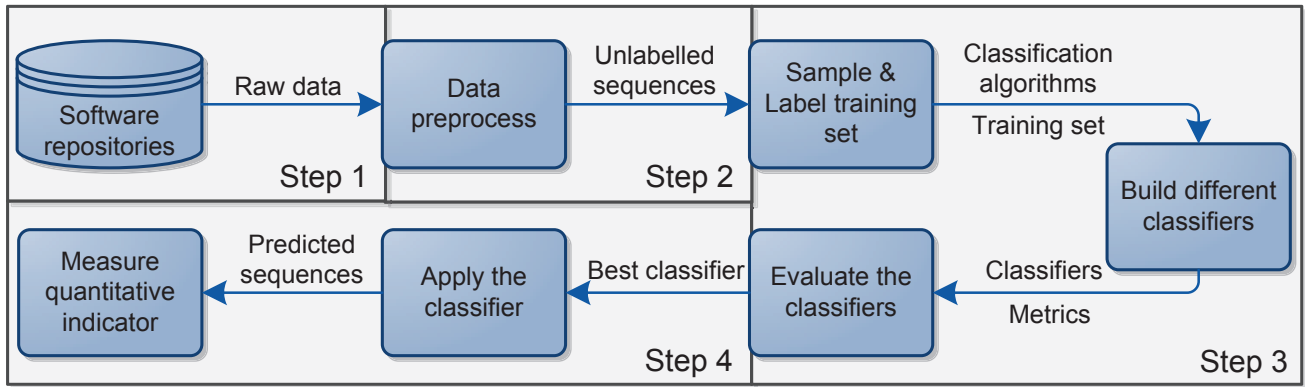 Software
repositories
Raw data
Step 1
Data
preprocess
Unlabelled
sequences
Step 2
Sample &
Label training
set
Classification
algorithms
Training set
Build different
classifiers
Classifiers
Metrics
Evaluate the
classifiers
Step 3
Best classifier
Apply the
classifier
Predicted
sequences
Measure
quantitative
indicator
Step 4